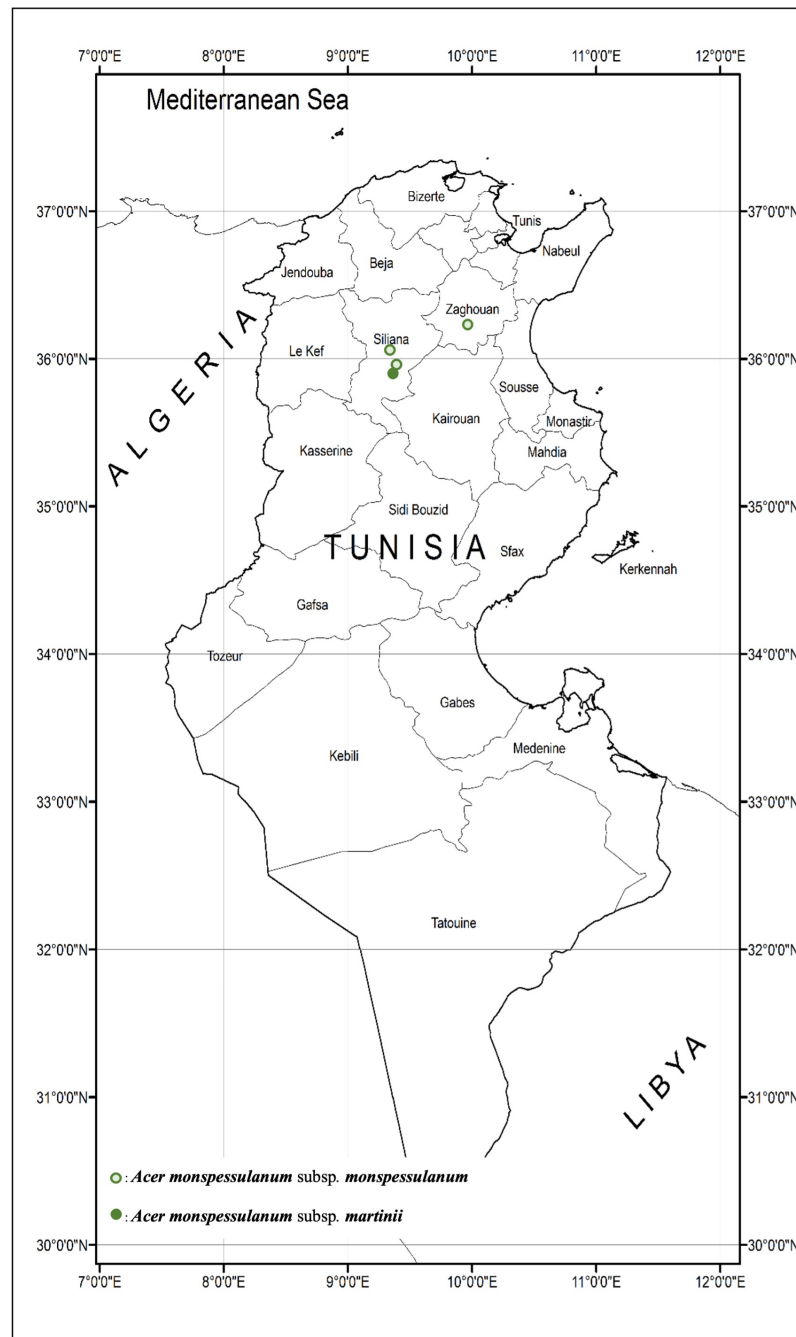 7°0'0"E 8°0'0"E 9°0'0"E 10°0'0"E 11°0'0"E 12°0'0"E
Mediterranean Sea
37°0'0"N 37°0'0"N
Bizerte
Tunis
Nabeul
Beja
Jendouba
Zaghouan
ALGERIA
Siliana
Le Kef
36°0'0"N 36°0'0"N
Sousse
Kairouan
Monastir
Kasserine
Mahdia
35°0'0"N 35°0'0"N
Sidi Bouzid
TUNISIA
Sfax
Kerkennah
Gafsa
34°0'0"N 34°0'0"N
Tozeur
Gabes
Medenine
Kebili
33°0'0"N 33°0'0"N
Tatouine
32°0'0"N 32°0'0"N
LIBYA
31°0'0"N 31°0'0"N
: Acer monspessulanum subsp. monspessulanum
: Acer monspessulanum subsp. martinii
30°0'0"N 30°0'0"N
7°0'0"E 8°0'0"E 9°0'0"E 10°0'0"E 11°0'0"E 12°0'0"E